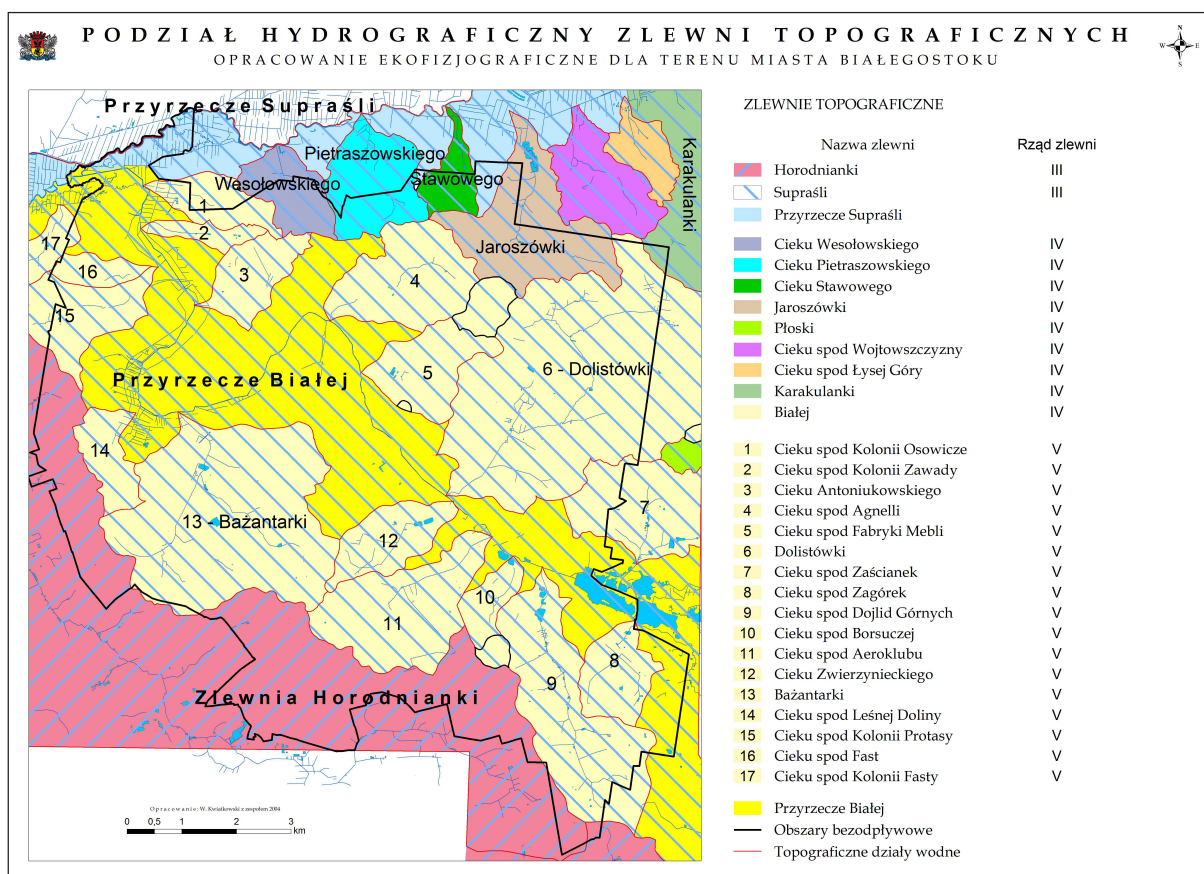 PODZIAŁ HYDROGRAFICZNY ZLEWNI TOPOGRAFICZNYCH
OPRACOWANIE EKOFIZJOGRAFICZNE DLA TERENU MIASTA BIAŁEGOSTOKU
N
W E
S
Przyrzecze Supraśli
Pietraszowskiego
Wesołowskiego
Stawowego
Karakulanki
Jaroszówki
1
2
17
16
3
4
15
Przyrzecze Białej
5
6 - Dolistówki
14
7
13 - Bażantarki
12
10
11
8
9
Zlewnia Horodnianki
Opracowanie: W. Kwiatkowski z zespołem 2004
0 0,5 1 2 3
km
ZLEWNIE TOPOGRAFICZNE
Nazwa zlewni Rząd zlewni
Horodnianki III
Supraśli III
Przyrzecze Supraśli
Cieku Wesołowskiego IV
Cieku Pietraszowskiego IV
Cieku Stawowego IV
Jaroszówki IV
Płoski IV
Cieku spod Wojtowszczyzny IV
Cieku spod Łysej Góry IV
Karakulanki IV
Białej IV
1 Cieku spod Kolonii Osowicze V
2 Cieku spod Kolonii Zawady V
3 Cieku Antoniukowskiego V
4 Cieku spod Agnelli V
5 Cieku spod Fabryki Mebli V
6 Dolistówki V
7 Cieku spod Zaścianek V
8 Cieku spod Zagórek V
9 Cieku spod Dojlid Górnych V
10 Cieku spod Borsuczej V
11 Cieku spod Aeroklubu V
12 Cieku Zwierzynieckiego V
13 Bażantarki V
14 Cieku spod Leśnej Doliny V
15 Cieku spod Kolonii Protasy V
16 Cieku spod Fast V
17 Cieku spod Kolonii Fasty V
Przyrzecze Białej
Obszary bezodpływowe
Topograficzne działy wodne